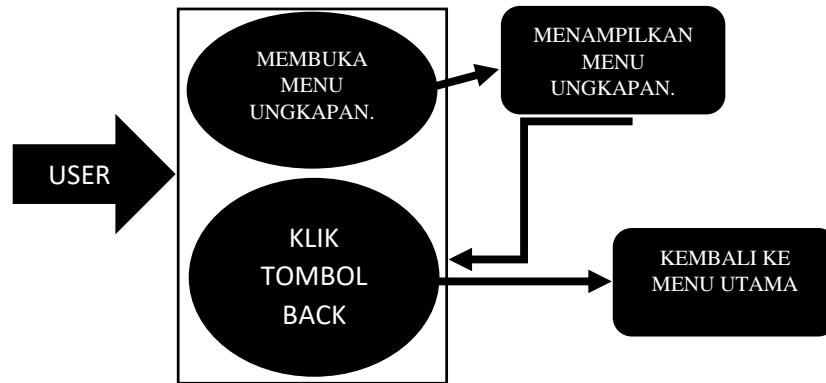 MEMBUKA
MENU
UNGKAPAN.
MENAMPILKAN
MENU
UNGKAPAN.
USER
KLIK
TOMBOL
BACK
KEMBALI KE
MENU UTAMA